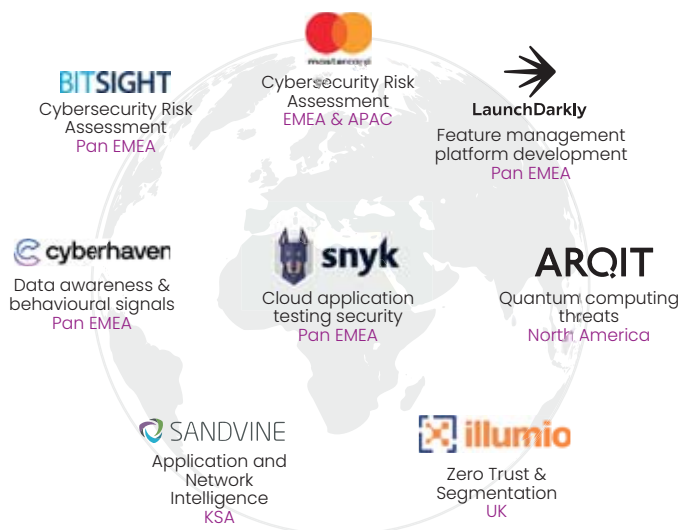 mastercard
Cybersecurity Risk
Assessment
EMEA & APAC
BITSIGHT
Cybersecurity Risk
Assessment
Pan EMEA
LaunchDarkly
Feature management
platform development
Pan EMEA
cyberhaven
Data awareness &
behavioural signals
Pan EMEA
snyk
Cloud application
testing security
Pan EMEA
ARQIT
Quantum computing
threats
North America
SANDVINE
Application and
Network
Intelligence
KSA
illumio
Zero Trust &
Segmentation
UK